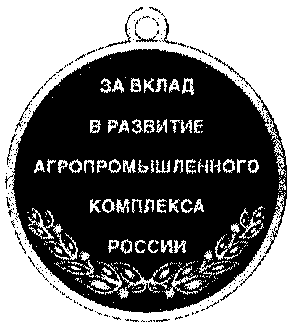 ЗА ВКЛАД
В РАЗВИТИЕ
АГРОПРОМЫШЛЕННОГО
КОМПЛЕКСА
РОССИИ